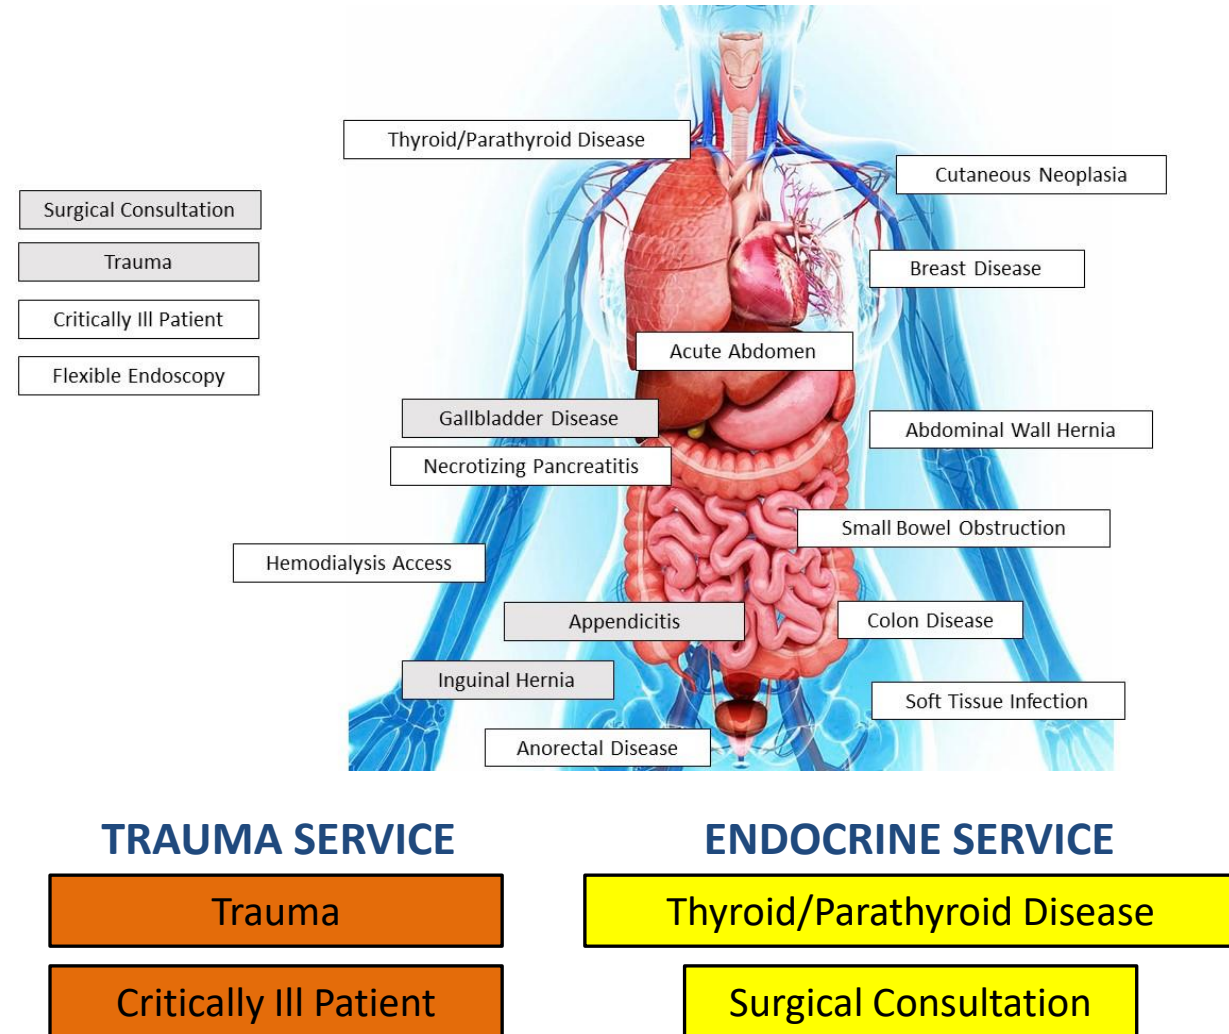 Thyroid/Parathyroid Disease
Cutaneous Neoplasia
Surgical Consultation
Trauma
Breast Disease
Critically Ill Patient
Acute Abdomen
Flexible Endoscopy
Gallbladder Disease
Abdominal Wall Hernia
Necrotizing Pancreatitis
Small Bowel Obstruction
Hemodialysis Access
Appendicitis
Colon Disease
Inguinal Hernia
Soft Tissue Infection
Anorectal Disease
TRAUMA SERVICE
ENDOCRINE SERVICE
Trauma
Thyroid/Parathyroid Disease
Critically Ill Patient
Surgical Consultation